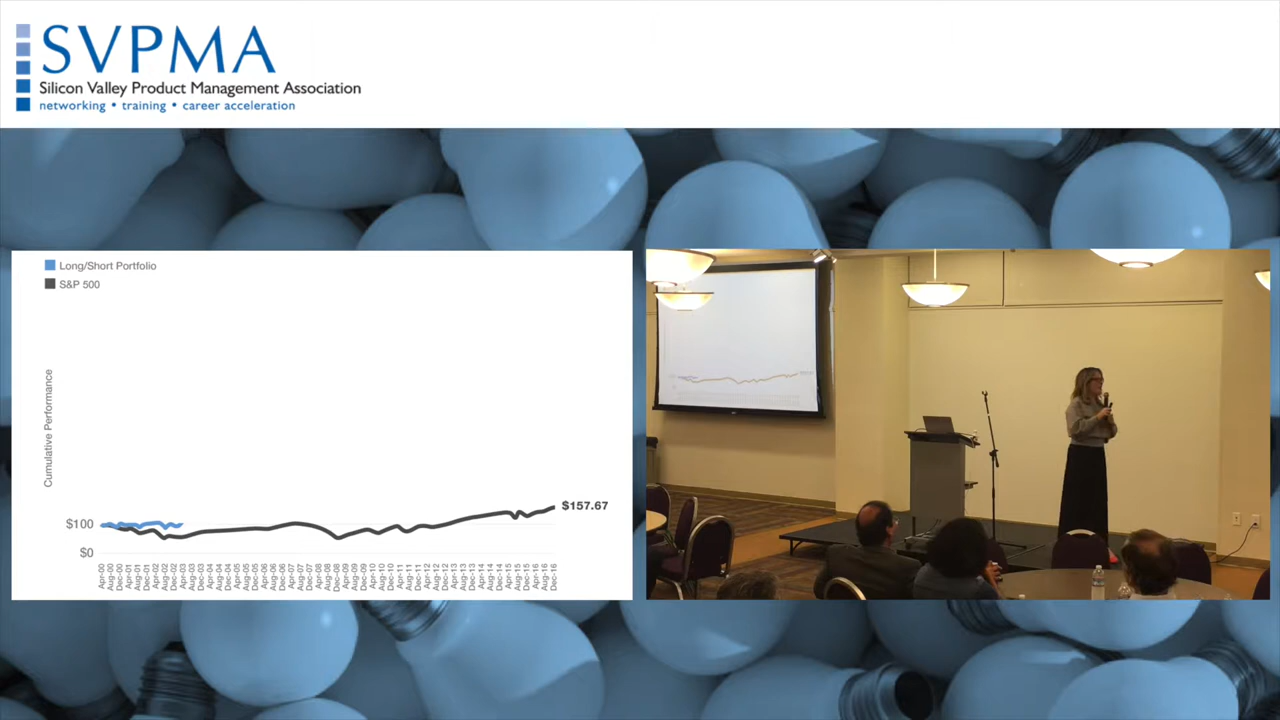 SVPMA
Silicon Valley Product Management Association
networking • training • career acceleration
Long/Short Portfolio
S&P 500
Cumulative Performance
$157.67
$100
$0
Apr-00
Aug-00
Dec-00
Apr-01
Aug-01
Dec-01
Apr-02
Aug-02
Dec-02
Apr-03
Aug-03
Dec-03
Apr-04
Aug-04
Dec-04
Apr-05
Aug-05
Dec-05
Apr-06
Aug-06
Dec-06
Apr-07
Aug-07
Dec-07
Apr-08
Aug-08
Dec-08
Apr-09
Aug-09
Dec-09
Apr-10
Aug-10
Dec-10
Apr-11
Aug-11
Dec-11
Apr-12
Aug-12
Dec-12
Apr-13
Aug-13
Dec-13
Apr-14
Aug-14
Dec-14
Apr-15
Aug-15
Dec-15
Apr-16
Aug-16
Dec-16